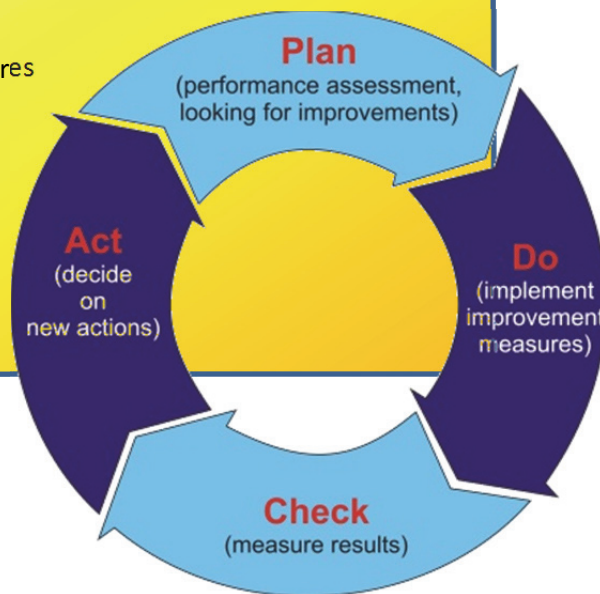 res
Plan
(performance assessment,
looking for improvements)
Act
(decide
on
new actions)
Do
(implement
improvement
measures)
Check
(measure results)